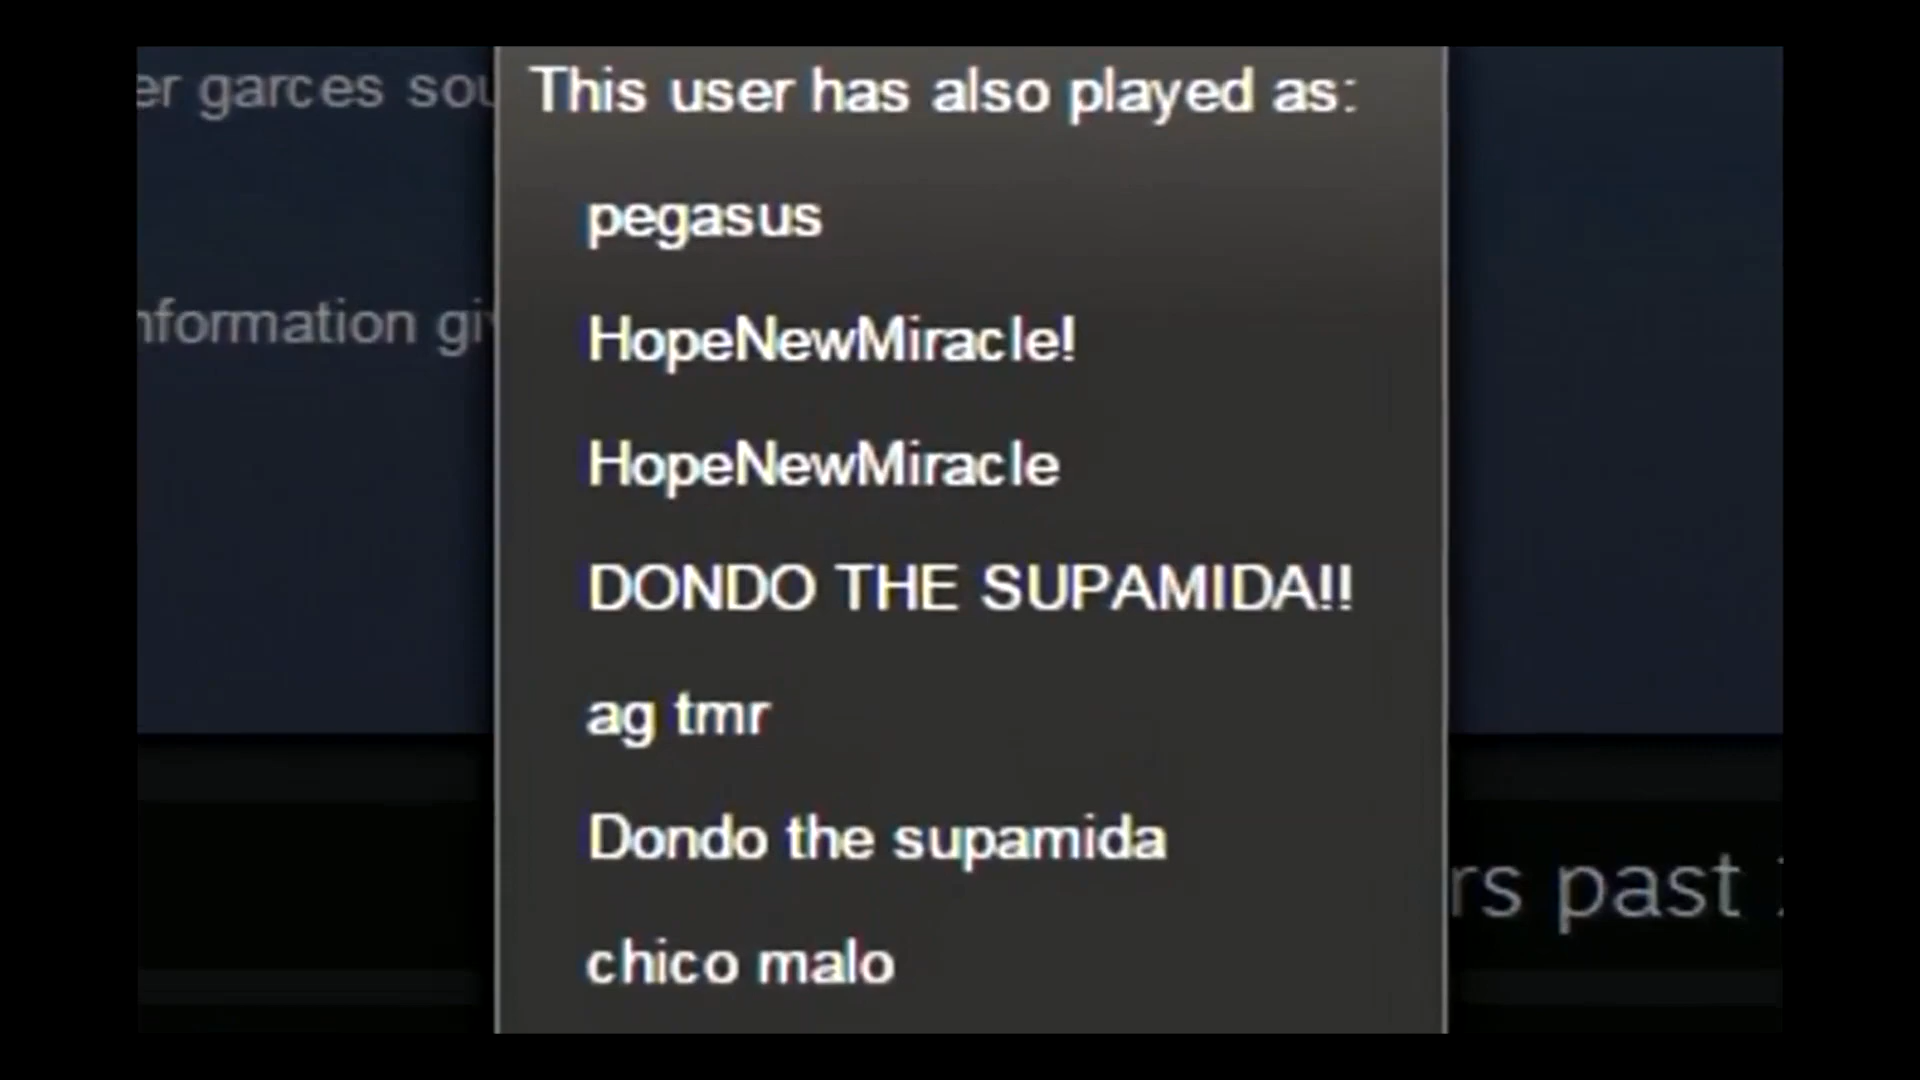 er garces sou
This user has also played as:
pegasus
nformation giv
HopeNewMiracle!
HopeNewMiracle
DONDO THE SUPAMIDA!!
ag tmr
Dondo the supamida
rs past
chico malo